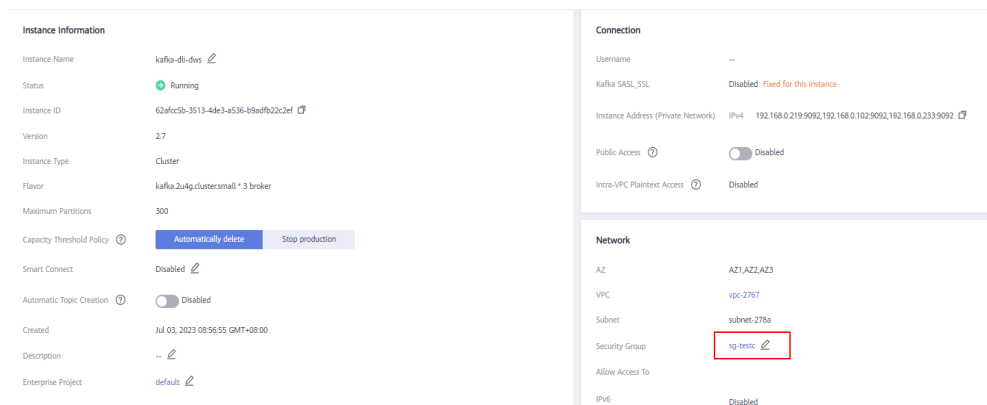 Instance Information
Instance Name kafka-dli-dws
Status Running
Instance ID 62afcc5b-3513-4de3-a536-b9adfb22c2ef
Version 2.7
Instance Type Cluster
Flavor kafka.2u4g.cluster.small * 3 broker
Maximum Partitions 300
Capacity Threshold Policy Automatically delete Stop production
Smart Connect Disabled
Automatic Topic Creation Disabled
Created Jul 03, 2023 08:56:55 GMT+08:00
Description --
Enterprise Project default
Connection
Username --
Kafka SASL_SSL Disabled Fixed for this instance
Instance Address (Private Network) IPv4 192.168.0.219:9092,192.168.0.102:9092,192.168.0.233:9092
Public Access Disabled
Intra-VPC Plaintext Access Disabled
Network
AZ AZ1,AZ2,AZ3
VPC vpc-2767
Subnet subnet-278a
Security Group sg-testc
Allow Access To
IPv6 Disabled